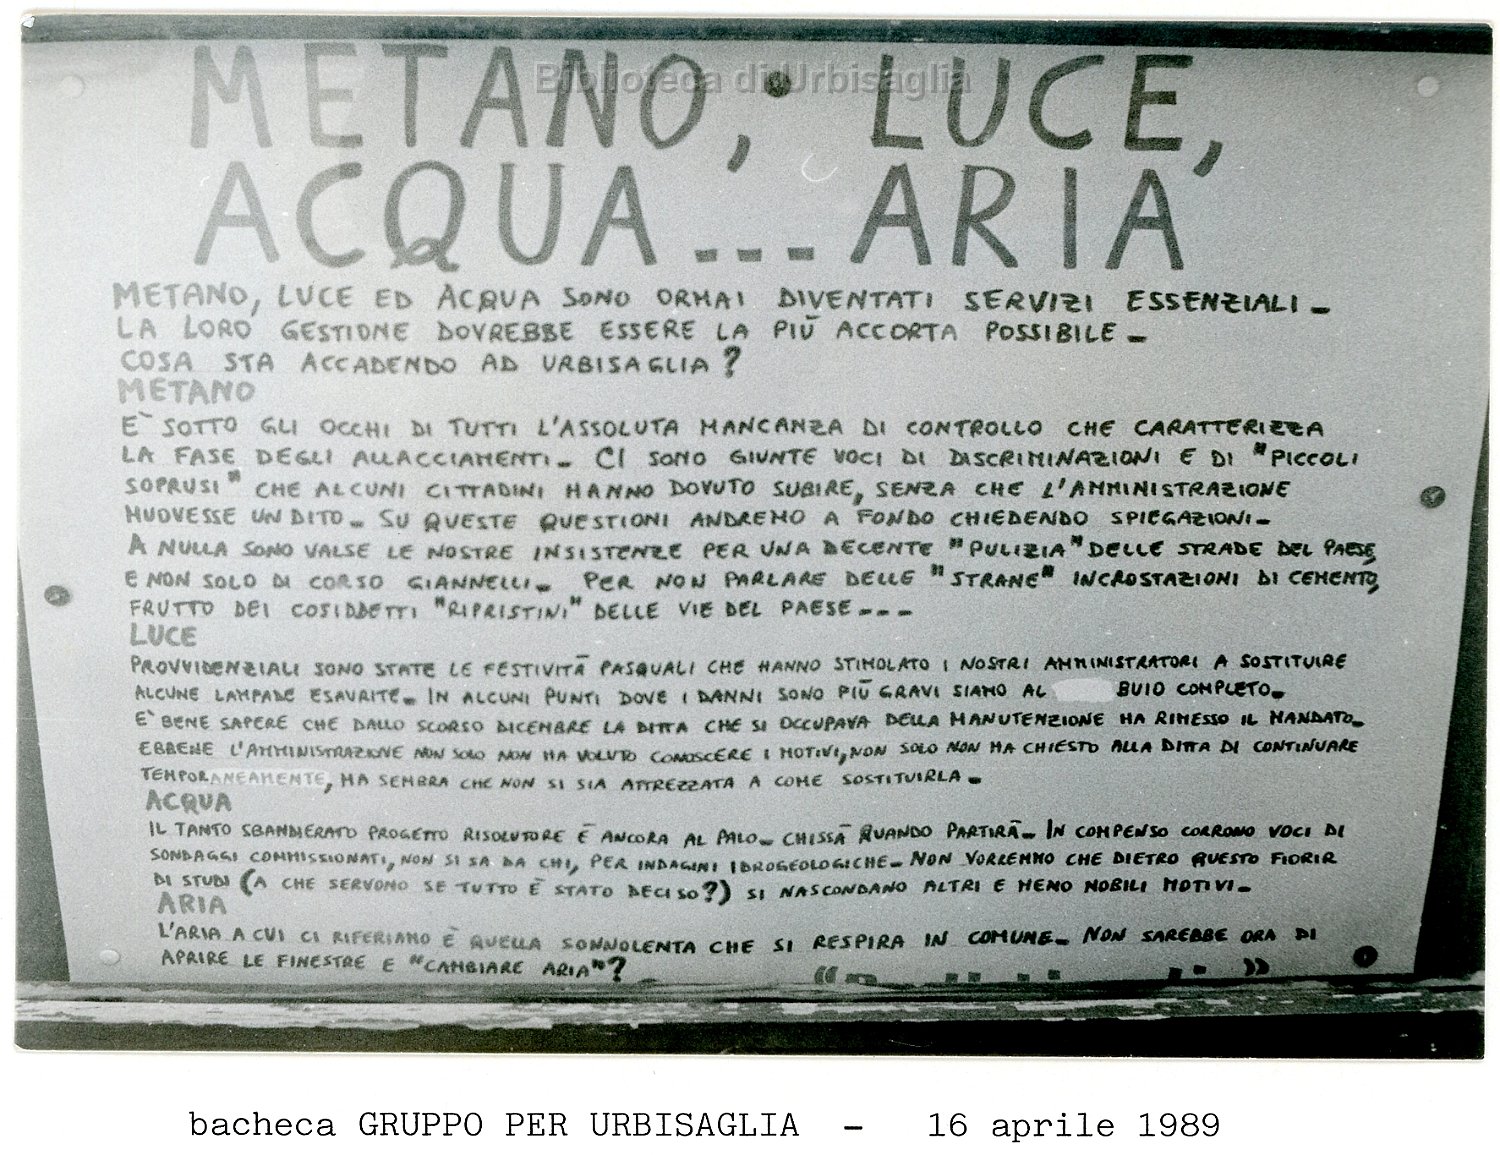 Biblioteca di Urbisaglia
METANO, LUCE,
ACQUA... ARIA
METANO, LUCE ED ACQUA SONO ORMAI DIVENTATI SERVIZI ESSENZIALI -
LA LORO GESTIONE DOVREBBE ESSERE LA PIÙ ACCORTA POSSIBILE -
COSA STA ACCADENDO AD URBISAGLIA?
METANO
E` SOTTO GLI OCCHI DI TUTTI L'ASSOLUTA MANCANZA DI CONTROLLO CHE CARATTERIZZA
LA FASE DEGLI ALLACCIAMENTI - CI SONO GIUNTE VOCI DI DISCRIMINAZIONI E DI "PICCOLI
SOPRUSI" CHE ALCUNI CITTADINI HANNO DOVUTO SUBIRE, SENZA CHE L'AMMINISTRAZIONE
MUOVESSE UN DITO - SU QUESTE QUESTIONI ANDREMO A FONDO CHIEDENDO SPIEGAZIONI -
A NULLA SONO VALSE LE NOSTRE INSISTENZE PER UNA DECENTE "PULIZIA" DELLE STRADE DEL PAESE,
E NON SOLO DI CORSO GIANNELLI - PER NON PARLARE DELLE "STRANE" INCROSTAZIONI DI CEMENTO,
FRUTTO DEI COSIDDETTI "RIPRISTINI" DELLE VIE DEL PAESE ---
LUCE
PROVVIDENZIALI SONO STATE LE FESTIVITÀ PASQUALI CHE HANNO STIMOLATO I NOSTRI AMMINISTRATORI A SOSTITUIRE
ALCUNE LAMPADE ESAURITE - IN ALCUNI PUNTI DOVE I DANNI SONO PIÙ GRAVI SIAMO AL BUIO COMPLETO -
E` BENE SAPERE CHE DALLO SCORSO DICEMBRE LA DITTA CHE SI OCCUPAVA DELLA MANUTENZIONE HA RIMESSO IL MANDATO -
EBBENE L'AMMINISTRAZIONE NON SOLO NON HA VOLUTO CONOSCERE I MOTIVI, NON SOLO NON HA CHIESTO ALLA DITTA DI CONTINUARE
TEMPORANEAMENTE, MA SEMBRA CHE NON SI SIA ATTREZZATA A COME SOSTITUIRLA -
ACQUA
IL TANTO SBANDIERATO PROGETTO RISOLUTORE È ANCORA AL PALO - CHISSÀ QUANDO PARTIRÀ - IN COMPENSO CORRONO VOCI DI
SONDAGGI COMMISSIONATI, NON SI SA DA CHI, PER INDAGINI IDROGEOLOGICHE - NON VORREMMO CHE DIETRO QUESTO FIORIR
DI STUDI (A CHE SERVONO SE TUTTO È STATO DECISO?) SI NASCONDANO ALTRI E MENO NOBILI MOTIVI -
ARIA
L'ARIA A CUI CI RIFERIAMO È QUELLA SONNOLENTA CHE SI RESPIRA IN COMUNE - NON SAREBBE ORA DI
APRIRE LE FINESTRE E "CAMBIARE ARIA"?
bacheca GRUPPO PER URBISAGLIA - 16 aprile 1989